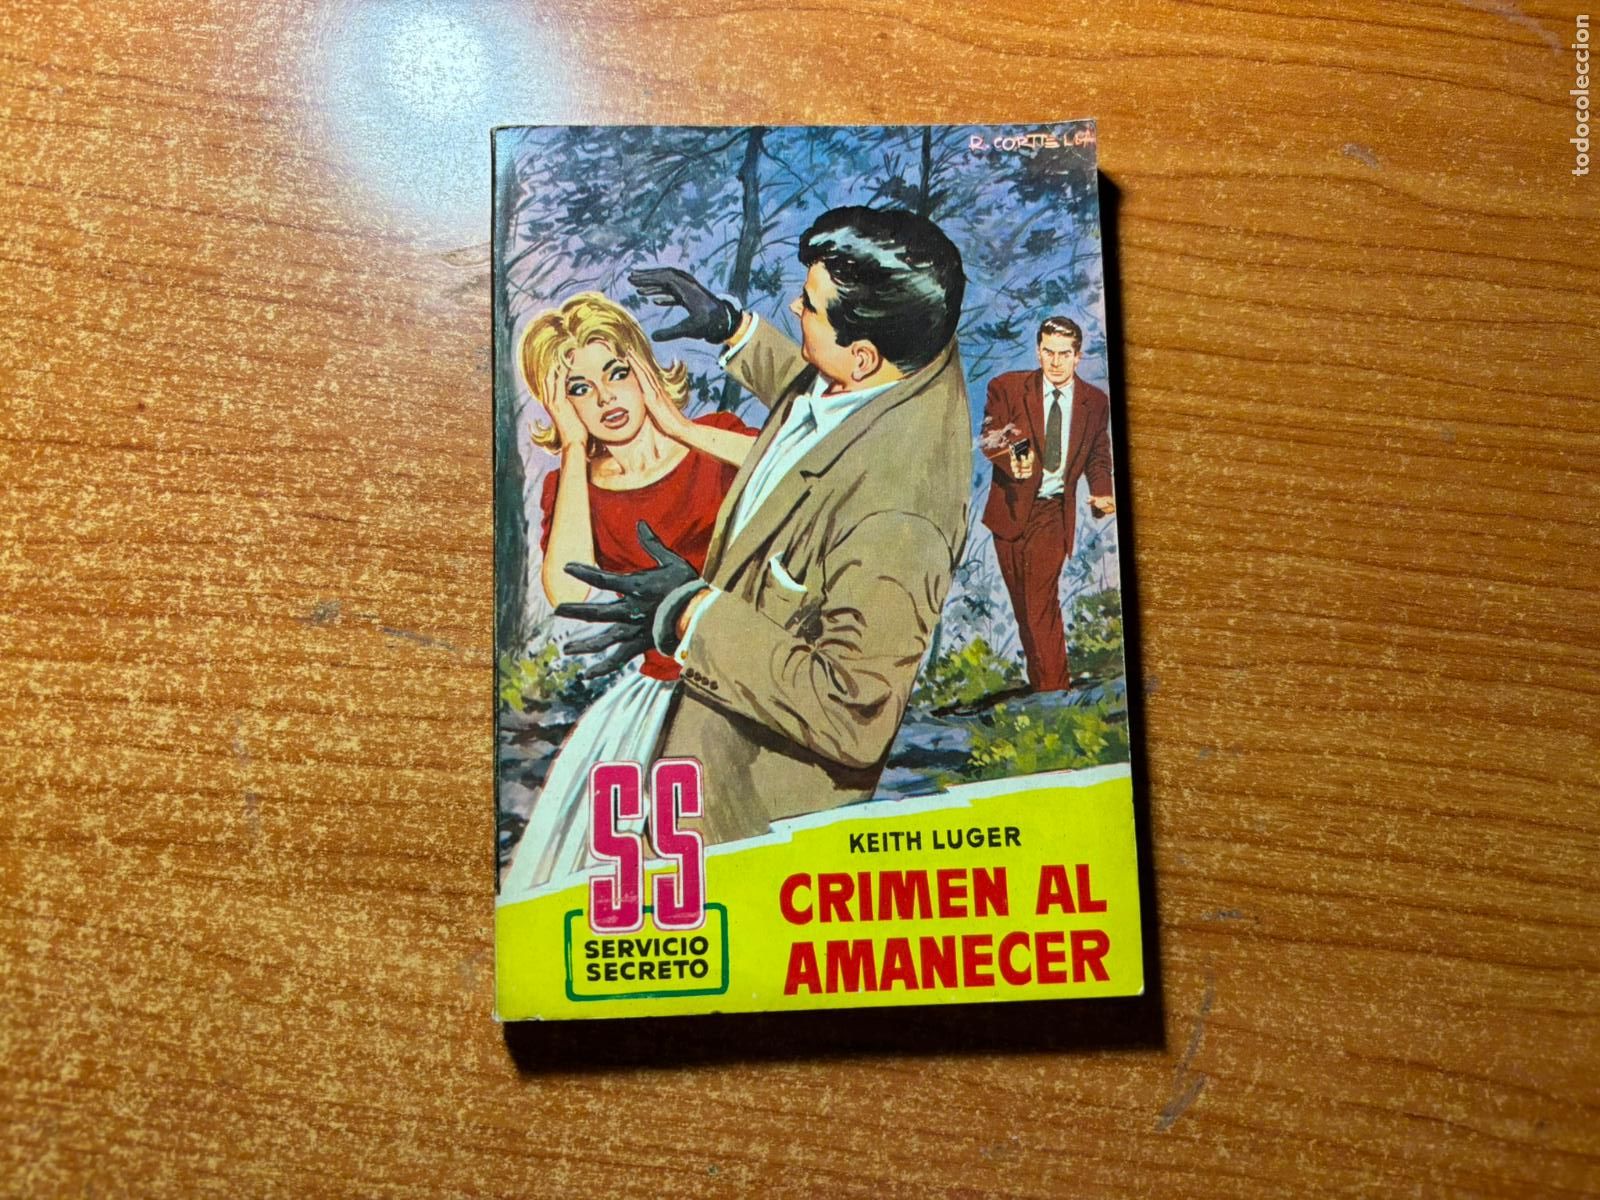 R. CORTIELLA
KEITH LUGER
CRIMEN AL
AMANECER
SS
SERVICIO
SECRETO
todocoleccion